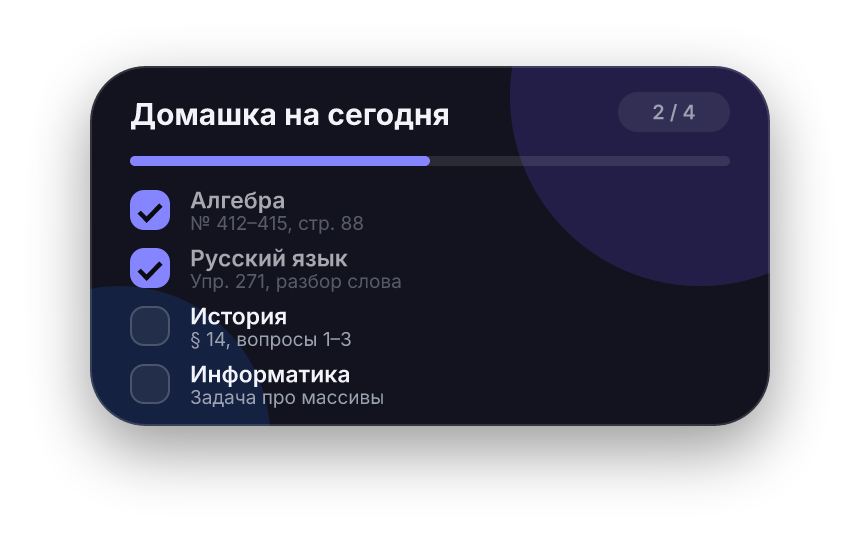 Домашка на сегодня
2 / 4
Алгебра
№ 412–415, стр. 88
Русский язык
Упр. 271, разбор слова
История
§ 14, вопросы 1–3
Информатика
Задача про массивы